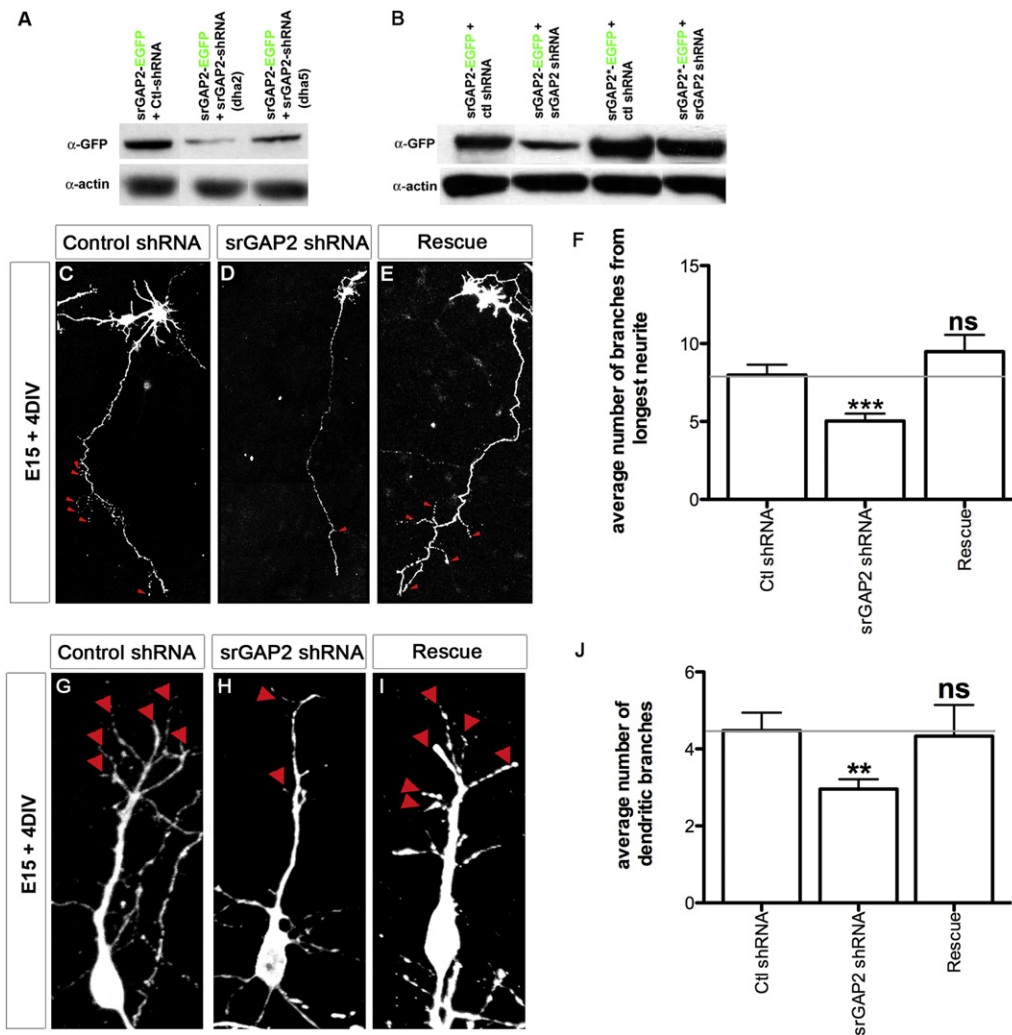 A
srGAP2-EGFP
+ Ctl-shRNA
srGAP2-EGFP
+ srGAP2-shRNA
(dha2)
srGAP2-EGFP
+ srGAP2-shRNA
(dha5)
α-GFP
α-actin
B
srGAP2-EGFP +
ctl shRNA
srGAP2-EGFP +
srGAP2 shRNA
srGAP2*-EGFP +
ctl shRNA
srGAP2*-EGFP +
srGAP2 shRNA
α-GFP
α-actin
Control shRNA
srGAP2 shRNA
Rescue
E15 + 4DIV
C
D
E
F
average number of branches from
longest neurite
15
10
5
0
***
ns
Ctl shRNA
srGAP2 shRNA
Rescue
Control shRNA
srGAP2 shRNA
Rescue
E15 + 4DIV
G
H
I
J
average number of
dendritic branches
6
4
2
0
**
ns
Ctl shRNA
srGAP2 shRNA
Rescue